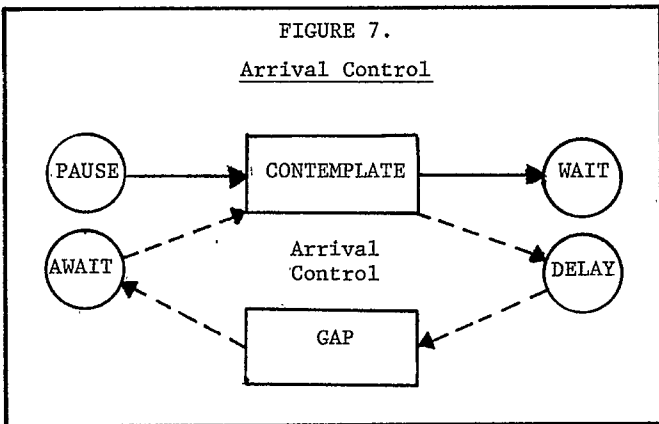 FIGURE 7.
Arrival Control
PAUSE
CONTEMPLATE
WAIT
AWAIT
Arrival
Control
DELAY
GAP